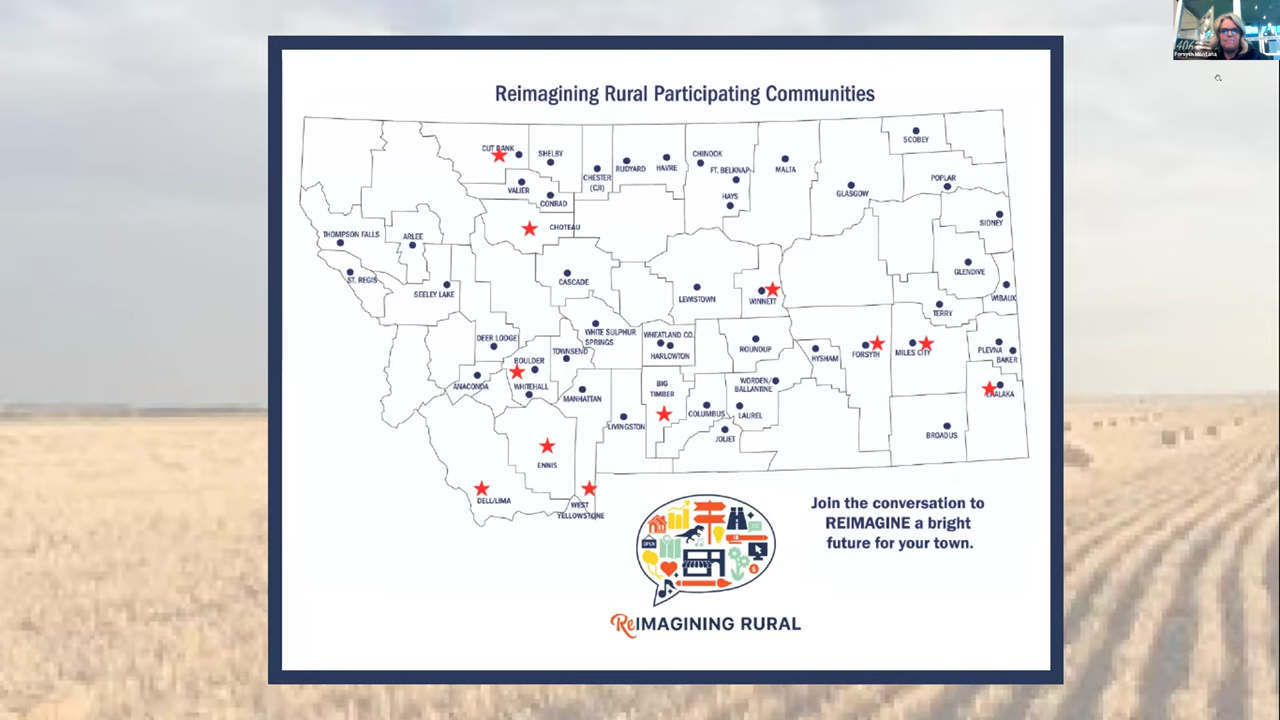 406
Forsyth Montana
Reimagining Rural Participating Communities
SCOBEY
CUT BANK
SHELBY
CHINOOK
CHESTER
(CJI)
RUDYARD
HAVRE
FT. BELKNAP
MALTA
POPLAR
VALIER
CONRAD
HAYS
GLASGOW
SIDNEY
CHOTEAU
THOMPSON FALLS
ARLEE
ST. REGIS
SEELEY LAKE
CASCADE
LEWISTOWN
WINNETT
GLENDIVE
WIBAUX
TERRY
DEER LODGE
WHITE SULPHUR
SPRINGS
WHEATLAND CO.
HARLOWTON
ROUNDUP
HYSHAM
FORSYTH
MILES CITY
PLEVNA
BAKER
BOULDER
TOWNSEND
ANACONDA
WHITEHALL
MANHATTAN
LIVINGSTON
BIG
TIMBER
WORDEN/
BALLANTINE
COLUMBUS
LAUREL
JOLIET
BROADUS
ENNIS
DELL/LIMA
WEST
YELLOWSTONE
Join the conversation to
REIMAGINE a bright
future for your town.
OPEN
$
ReIMAGINING RURAL